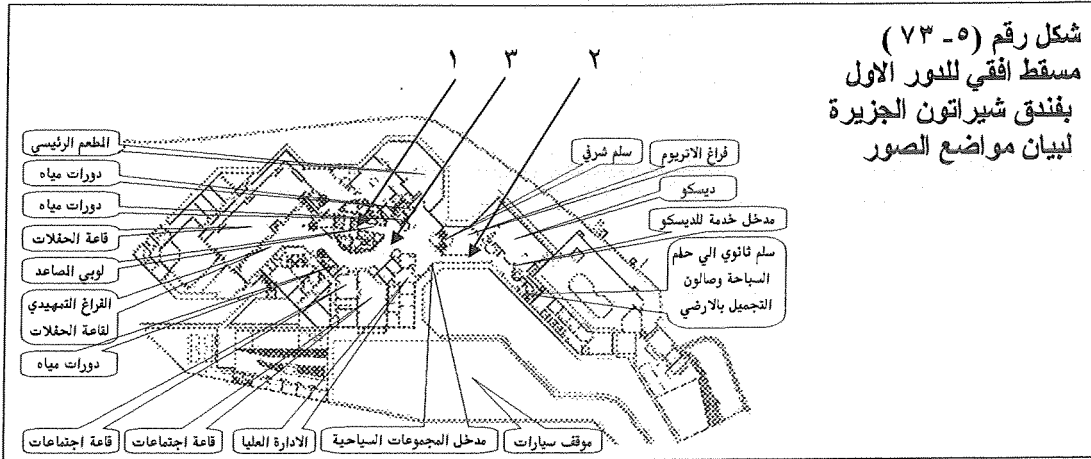 شكل رقم (٥- ٧٣)
مسقط افقي للدور الاول
بفندق شيراتون الجزيرة
لبيان مواضع الصور
١
٣
٢
فراغ الاتريوم
سلم شرفي
ديسكو
مدخل خدمة للديسكو
سلم ثانوي الي حلم
السباحة وصالون
التجميل بالارضي
المطعم الرئيسي
دورات مياه
دورات مياه
قاعة الحفلات
لوبي المصاعد
الفراغ التمهيدي
لقاعة الحفلات
دورات مياه
موقف سيارات
مدخل المجموعات السياحية
الادارة العليا
قاعة اجتماعات
قاعة اجتماعات